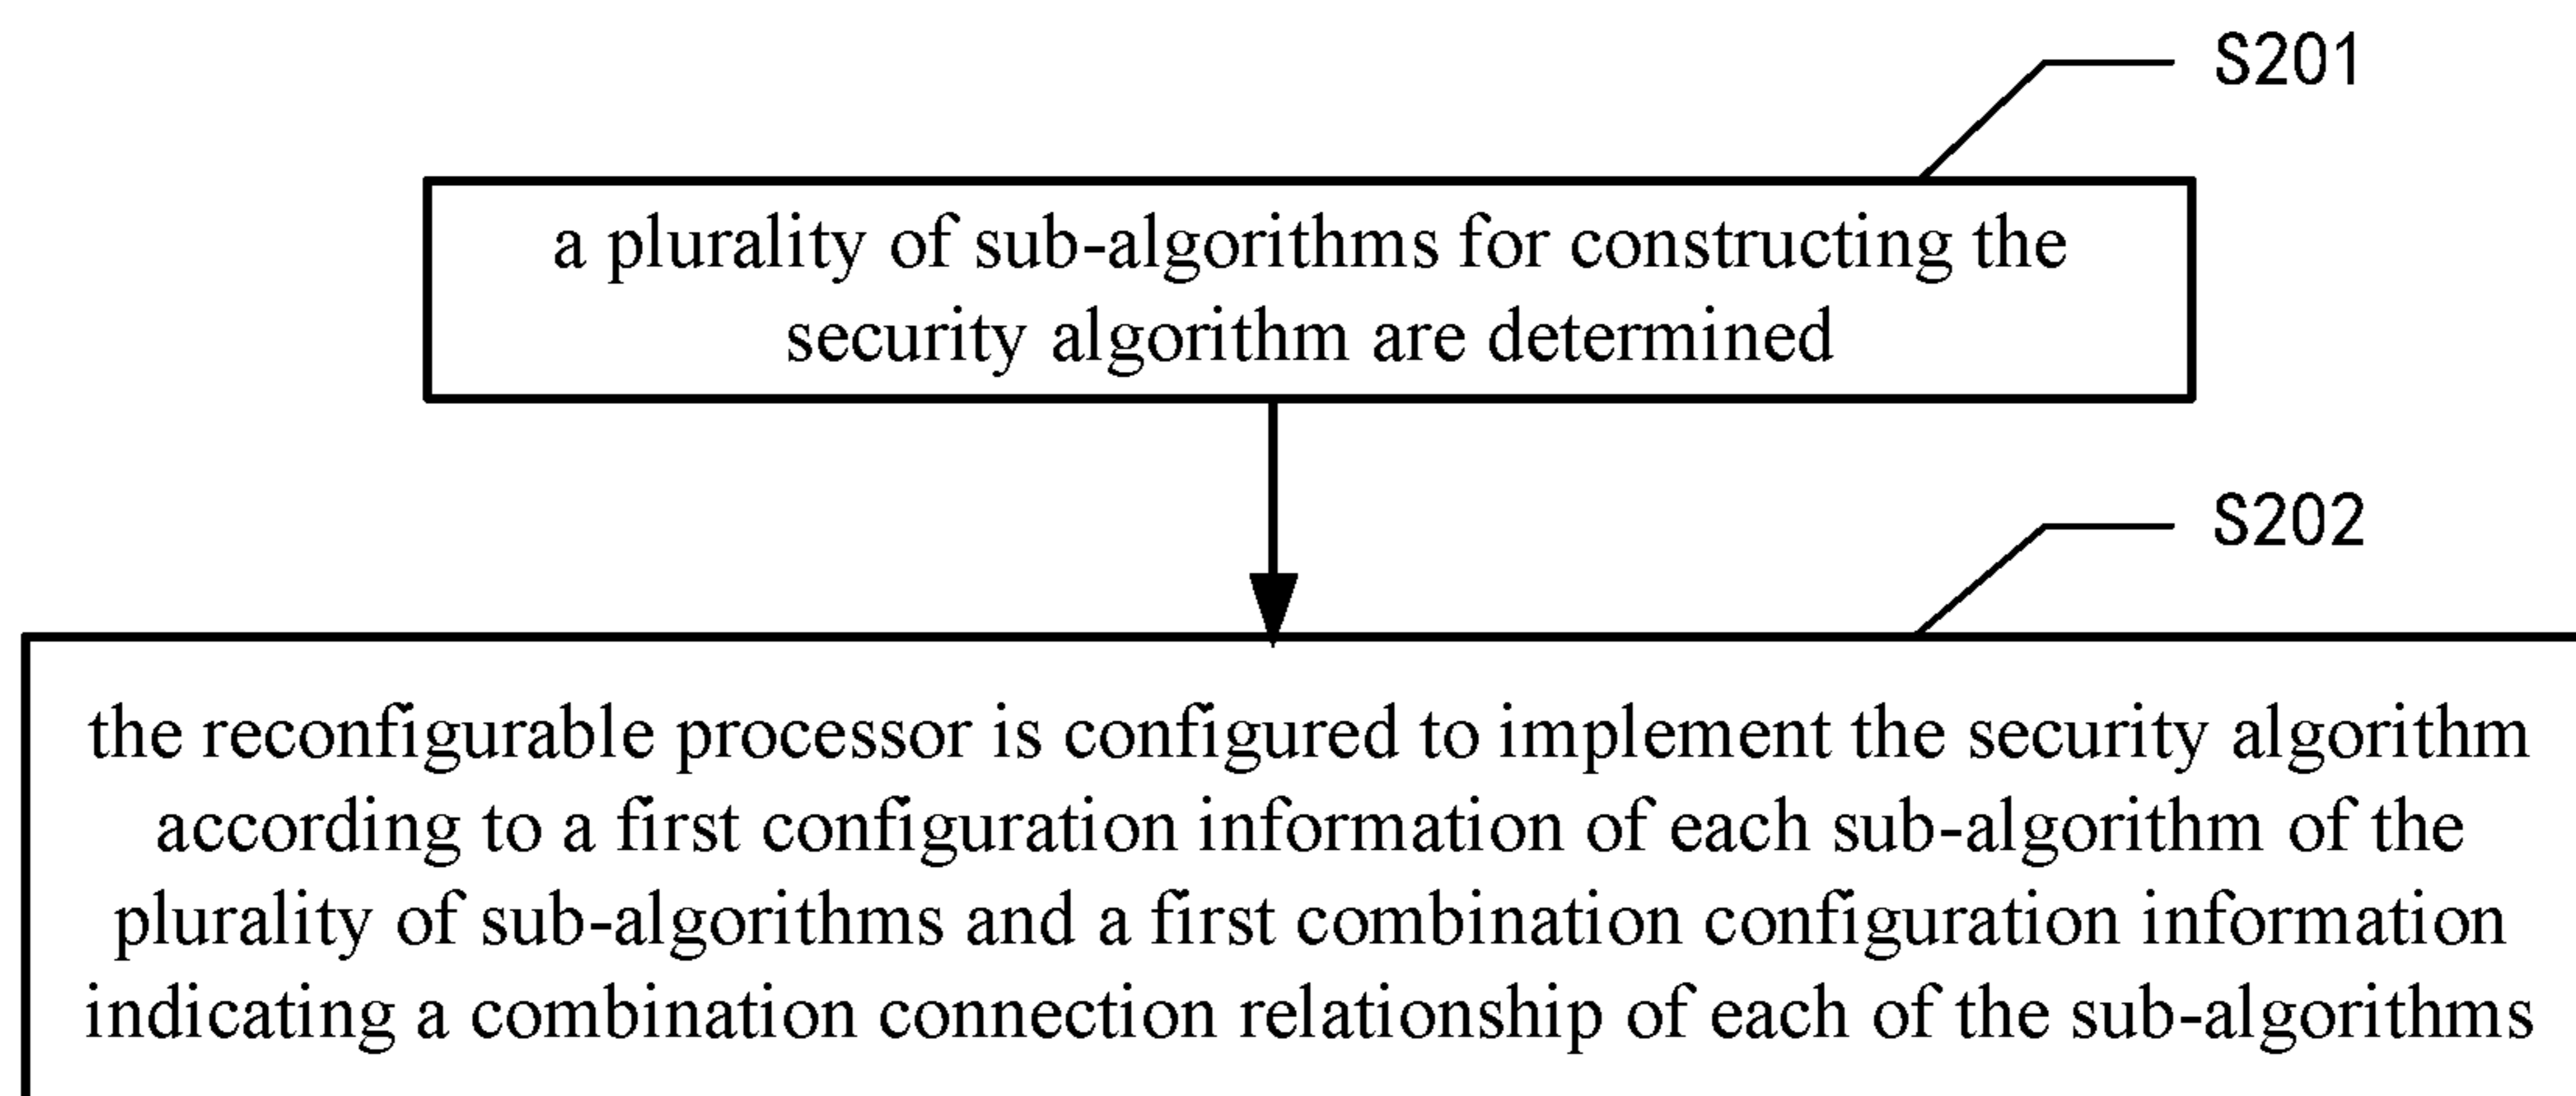 S201
a plurality of sub-algorithms for constructing the
security algorithm are determined
S202
the reconfigurable processor is configured to implement the security algorithm
according to a first configuration information of each sub-algorithm of the
plurality of sub-algorithms and a first combination configuration information
indicating a combination connection relationship of each of the sub-algorithms